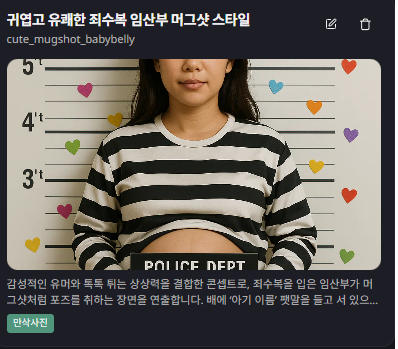 귀엽고 유쾌한 죄수복 임산부 머그샷 스타일
cute_mugshot_babybelly
5't
4't
3't
POLICE DEPT
감성적인 유머와 톡톡 튀는 상상력을 결합한 콘셉트로, 죄수복을 입은 임산부가 머
그샷처럼 포즈를 취하는 장면을 연출합니다. 배에 '아기 이름' 팻말을 들고 서 있으...
만삭사진